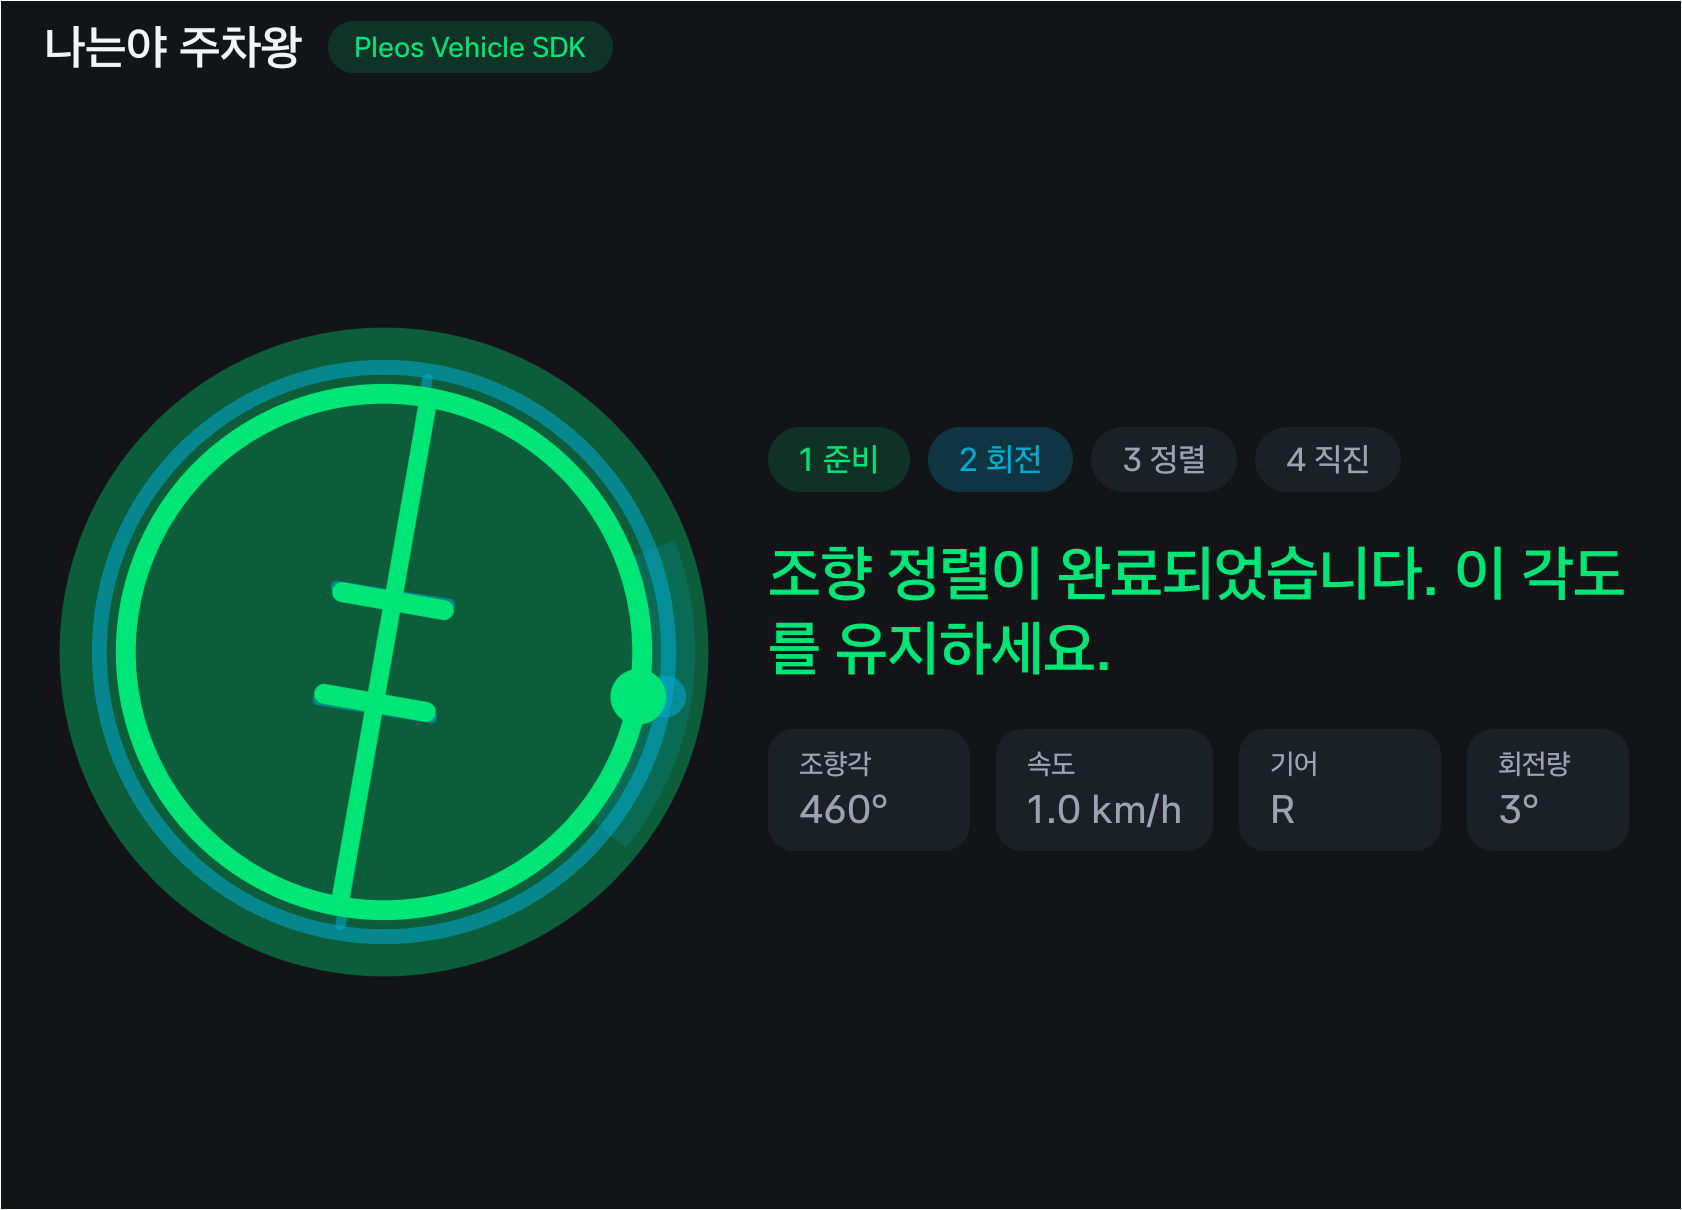 나는야 주차왕
Pleos Vehicle SDK
1 준비
2 회전
3 정렬
4 직진
조향 정렬이 완료되었습니다. 이 각도
를 유지하세요.
조향각
460°
속도
1.0 km/h
기어
R
회전량
3°